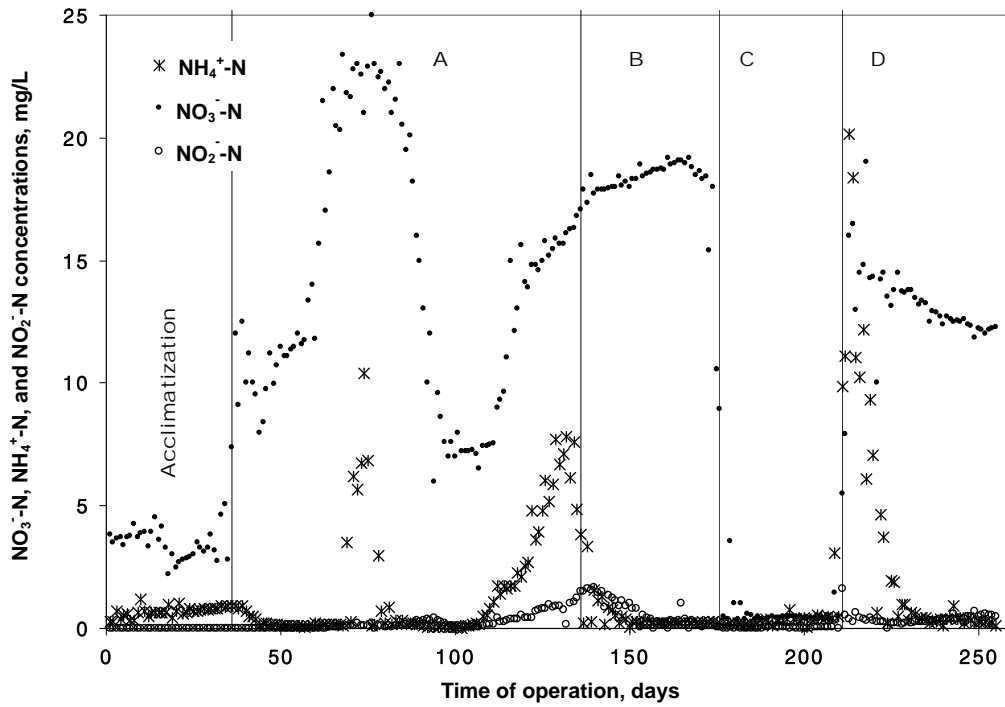 25
20
15
10
5
0
NO₃⁻-N, NH₄⁺-N, and NO₂⁻-N concentrations, mg/L
NH₄⁺-N
NO₃⁻-N
NO₂⁻-N
Acclimatization
A
B
C
D
0 50 100 150 200 250
Time of operation, days